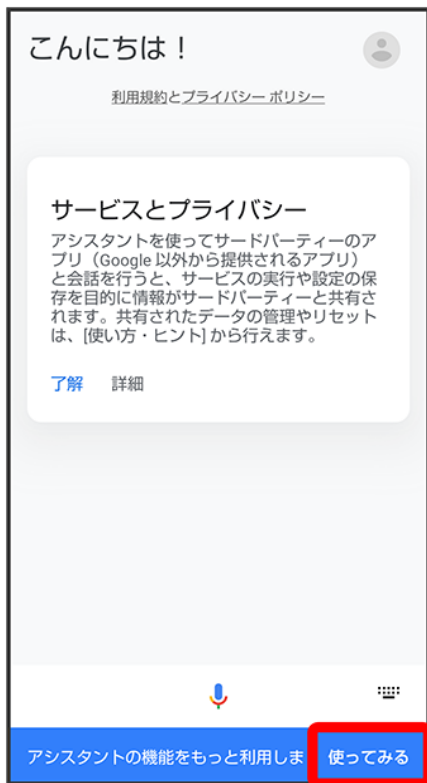 こんにちは！
利用規約とプライバシー ポリシー
サービスとプライバシー
アシスタントを使ってサードパーティーのア
プリ（Google 以外から提供されるアプリ）
と会話を行うと、サービスの実行や設定の保
存を目的に情報がサードパーティーと共有さ
れます。共有されたデータの管理やリセット
は、[使い方・ヒント] から行えます。
了解 詳細
アシスタントの機能をもっと利用しま 使ってみる